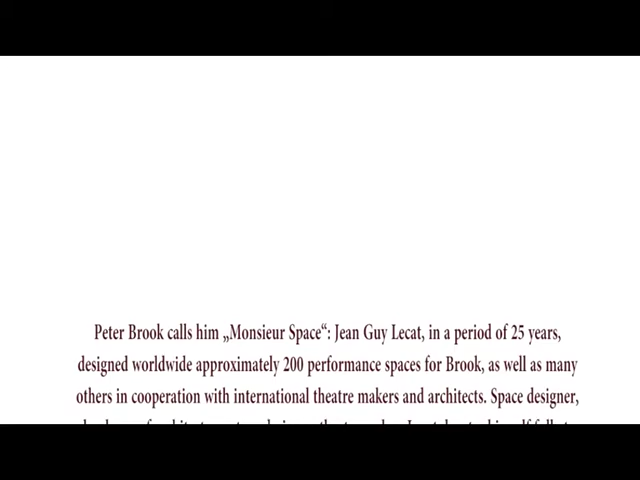 Peter Brook calls him „Monsieur Space“: Jean Guy Lecat, in a period of 25 years,
designed worldwide approximately 200 performance spaces for Brook, as well as many
others in cooperation with international theatre makers and architects. Space designer,